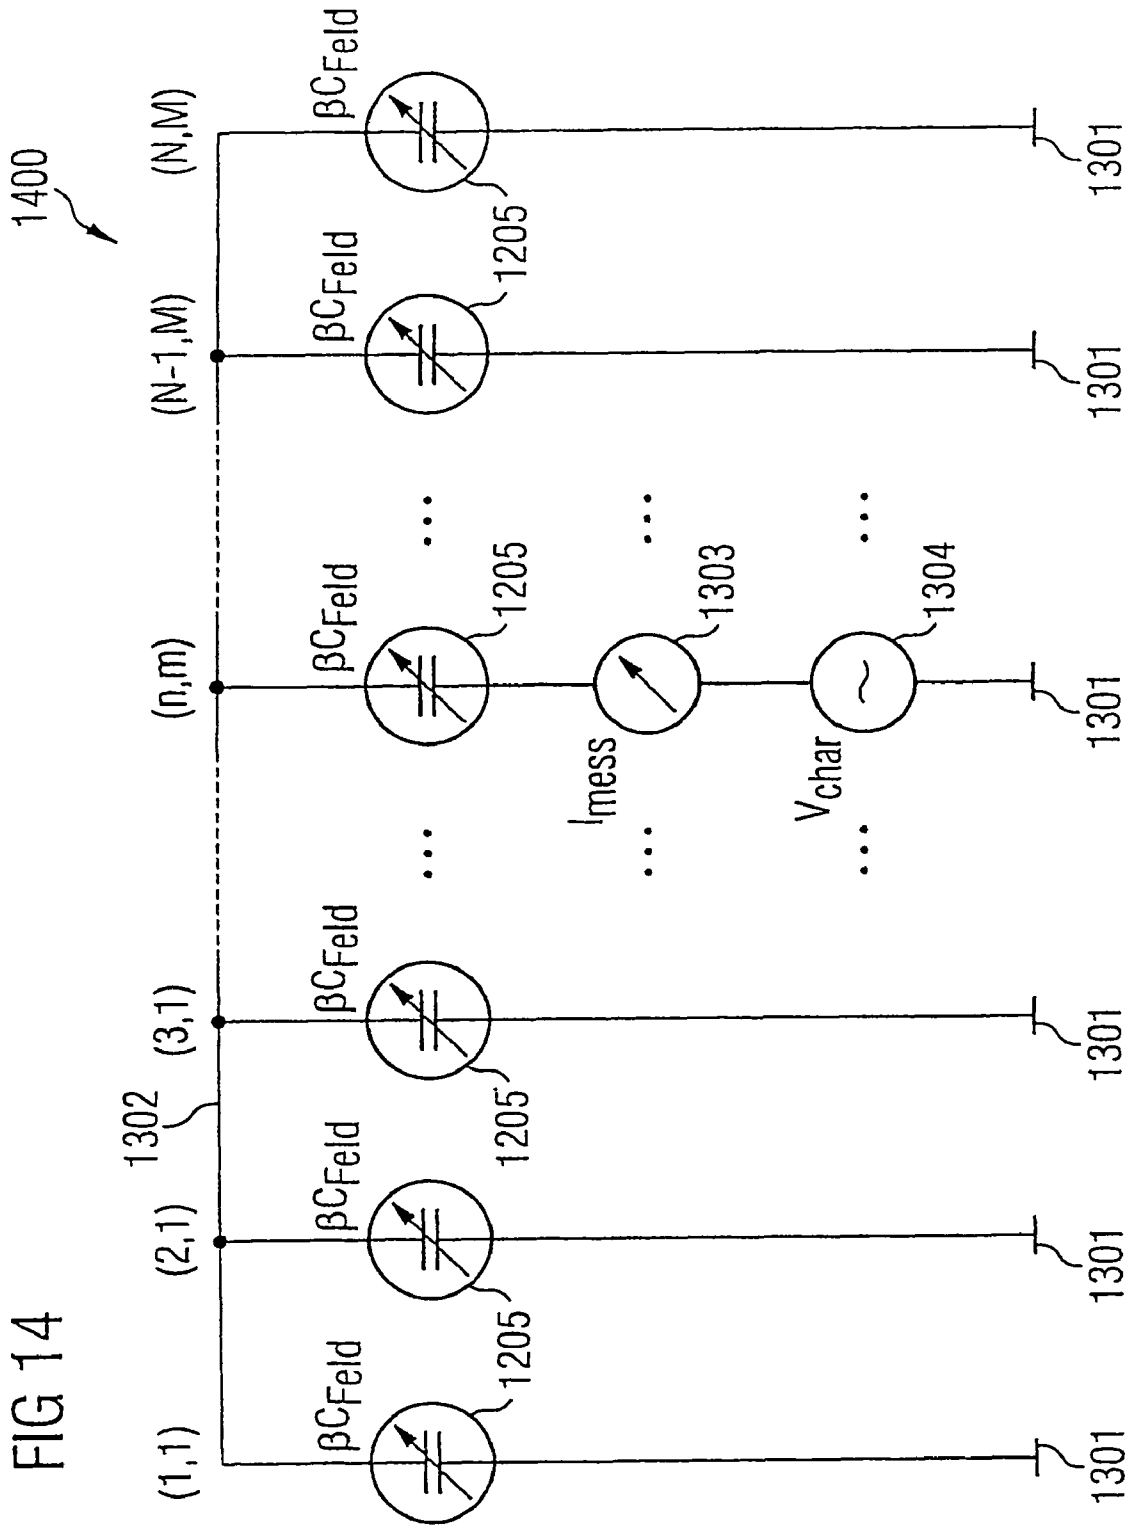 FIG 14
1400
(1,1)
(2,1)
1302
(3,1)
(n,m)
(N-1,M)
(N,M)
βCFeld
βCFeld
βCFeld
βCFeld
βCFeld
βCFeld
1205
1205
1205
1205
1205
1205
...
...
Imess
1303
...
...
Vchar
1304
...
...
1301
1301
1301
1301
1301
1301